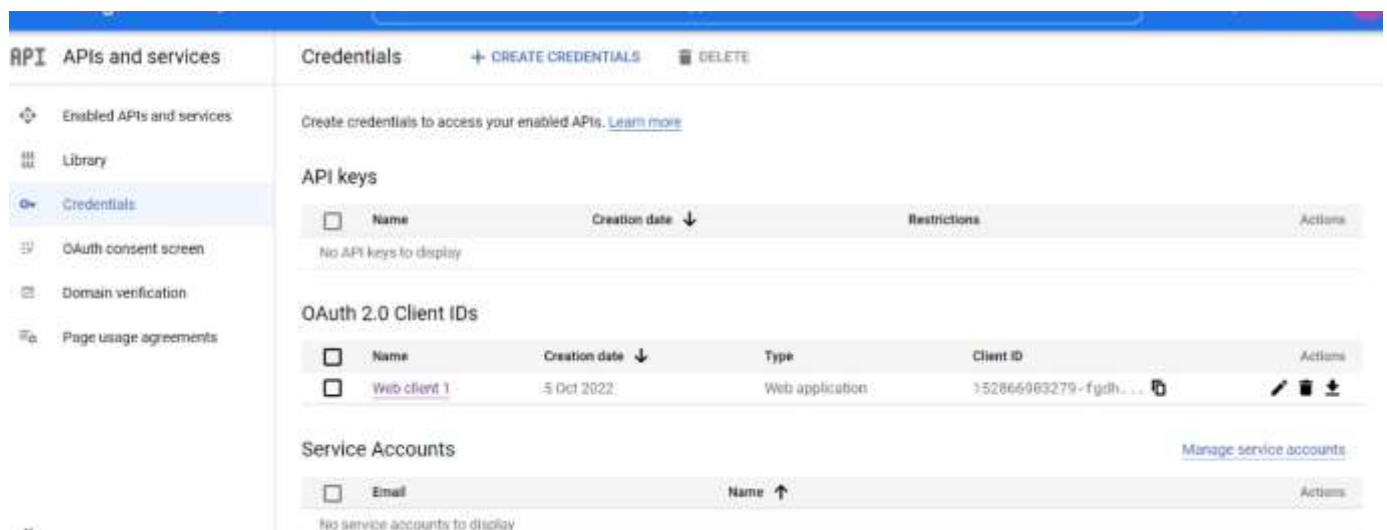 API APIs and services
Credentials + CREATE CREDENTIALS DELETE
Enabled APIs and services
Library
Credentials
OAuth consent screen
Domain verification
Page usage agreements
Create credentials to access your enabled APIs. Learn more
API keys
Name Creation date Restrictions Actions
No API keys to display
OAuth 2.0 Client IDs
Name Creation date Type Client ID Actions
Web client 1 5 Oct 2022 Web application 152866983279-fgdh...
Service Accounts Manage service accounts
Email Name Actions
No service accounts to display